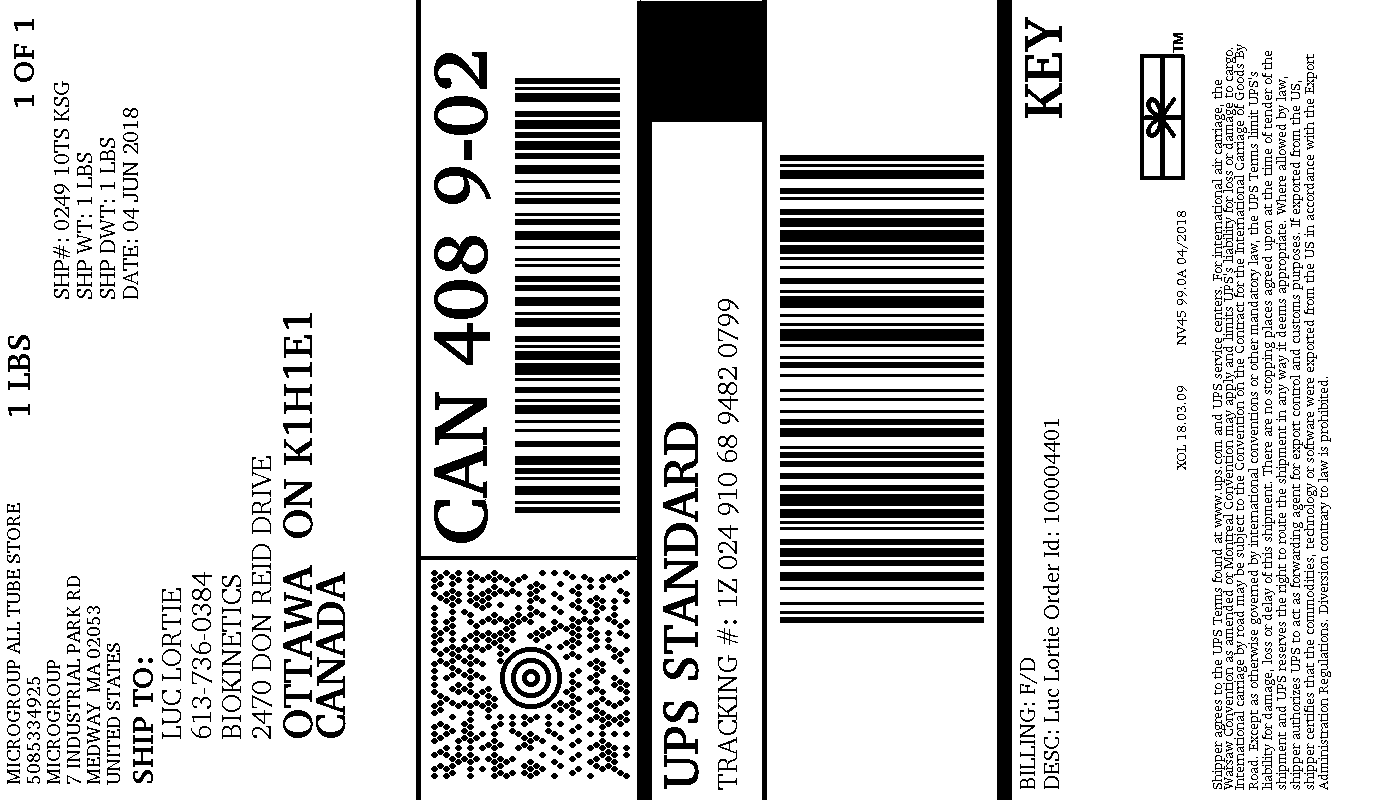 MICROGROUP ALL TUBE STORE
5085334925
MICROGROUP
7 INDUSTRIAL PARK RD
MEDWAY  MA 02053
UNITED STATES
1 LBS
1 OF 1
SHP#: 0249 10TS KSG
SHP WT: 1 LBS
SHP DWT: 1 LBS
DATE: 04 JUN 2018
SHIP TO:
LUC LORTIE
613-736-0384
BIOKINETICS
2470 DON REID DRIVE
OTTAWA  ON K1H1E1
CANADA
CAN 408 9-02
UPS STANDARD
TRACKING #: 1Z 024 910 68 9482 0799
BILLING: F/D
DESC: Luc Lortie Order Id: 100004401
KEY
TM
XOL 18.03.09
NV45 99.0A 04/2018
Shipper agrees to the UPS Terms found at www.ups.com and UPS service centers. For international air carriage, the
Warsaw Convention as amended or Montreal Convention may apply and limits UPS's liability for loss or damage to cargo.
International carriage by road may be subject to the Convention on the Contract for the International Carriage of Goods By
Road. Except as otherwise governed by international conventions or other mandatory law, the UPS Terms limit UPS's
liability for damage, loss or delay of this shipment. There are no stopping places agreed upon at the time of tender of the
shipment and UPS reserves the right to route the shipment in any way it deems appropriate. Where allowed by law,
shipper authorizes UPS to act as forwarding agent for export control and customs purposes. If exported from the US,
shipper certifies that the commodities, technology or software were exported from the US in accordance with the Export
Administration Regulations. Diversion contrary to law is prohibited.